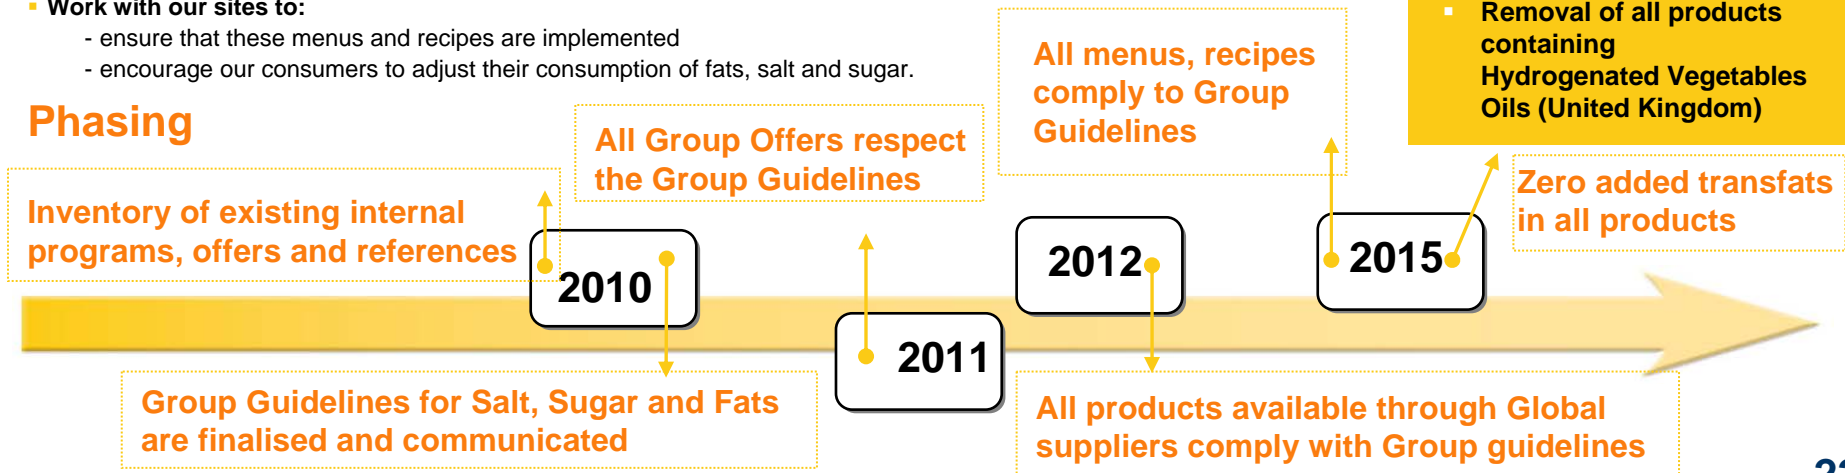 ▪ Work with our sites to:
- ensure that these menus and recipes are implemented
- encourage our consumers to adjust their consumption of fats, salt and sugar.
▪ Removal of all products
containing
Hydrogenated Vegetables
Oils (United Kingdom)
Phasing
Inventory of existing internal
programs, offers and references
All Group Offers respect
the Group Guidelines
All menus, recipes
comply to Group
Guidelines
Zero added transfats
in all products
2010
2011
2012
2015
Group Guidelines for Salt, Sugar and Fats
are finalised and communicated
All products available through Global
suppliers comply with Group guidelines